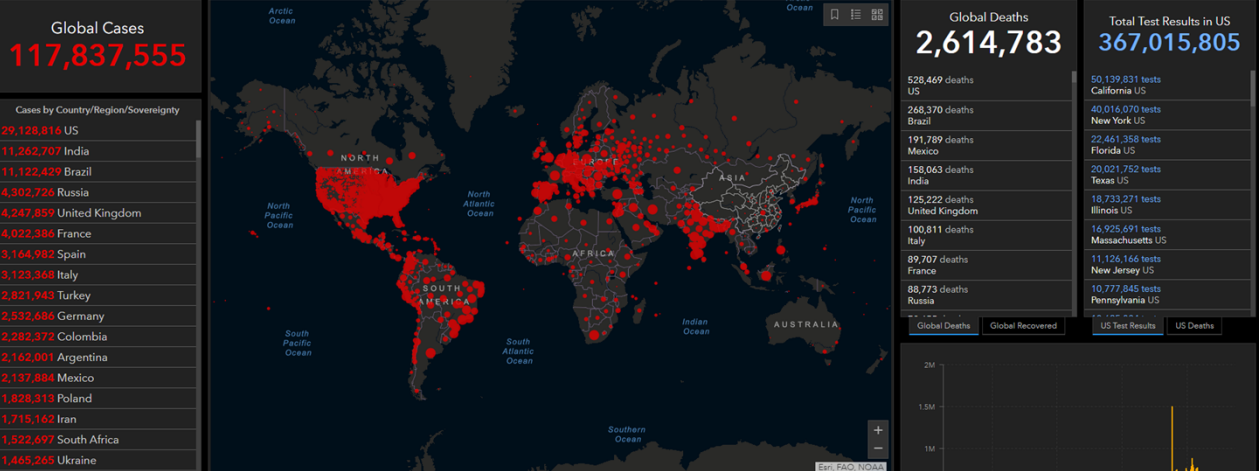 Global Cases
117,837,555
Cases by Country/Region/Sovereignty
29,128,816 US
11,262,707 India
11,122,429 Brazil
4,302,726 Russia
4,247,859 United Kingdom
4,022,386 France
3,164,982 Spain
3,123,368 Italy
2,821,943 Turkey
2,532,686 Germany
2,282,372 Colombia
2,162,001 Argentina
2,137,884 Mexico
1,828,313 Poland
1,715,162 Iran
1,522,697 South Africa
1,465,265 Ukraine
Arctic
Ocean
Arctic
Ocean
NORTH
AMERICA
EUROPE
ASIA
North
Pacific
Ocean
North
Atlantic
Ocean
North
Pacific
Ocean
AFRICA
SOUTH
AMERICA
AUSTRALIA
Indian
Ocean
South
Pacific
Ocean
South
Atlantic
Ocean
Southern
Ocean
+
−
Esri, FAO, NOAA
Global Deaths
2,614,783
528,469 deaths
US
268,370 deaths
Brazil
191,789 deaths
Mexico
158,063 deaths
India
125,222 deaths
United Kingdom
100,811 deaths
Italy
89,707 deaths
France
88,773 deaths
Russia
Global Deaths
Global Recovered
Total Test Results in US
367,015,805
50,139,831 tests
California US
40,016,070 tests
New York US
22,461,358 tests
Florida US
20,021,752 tests
Texas US
18,733,271 tests
Illinois US
16,925,691 tests
Massachusetts US
11,126,166 tests
New Jersey US
10,777,845 tests
Pennsylvania US
US Test Results
US Deaths
2M
1.5M
1M